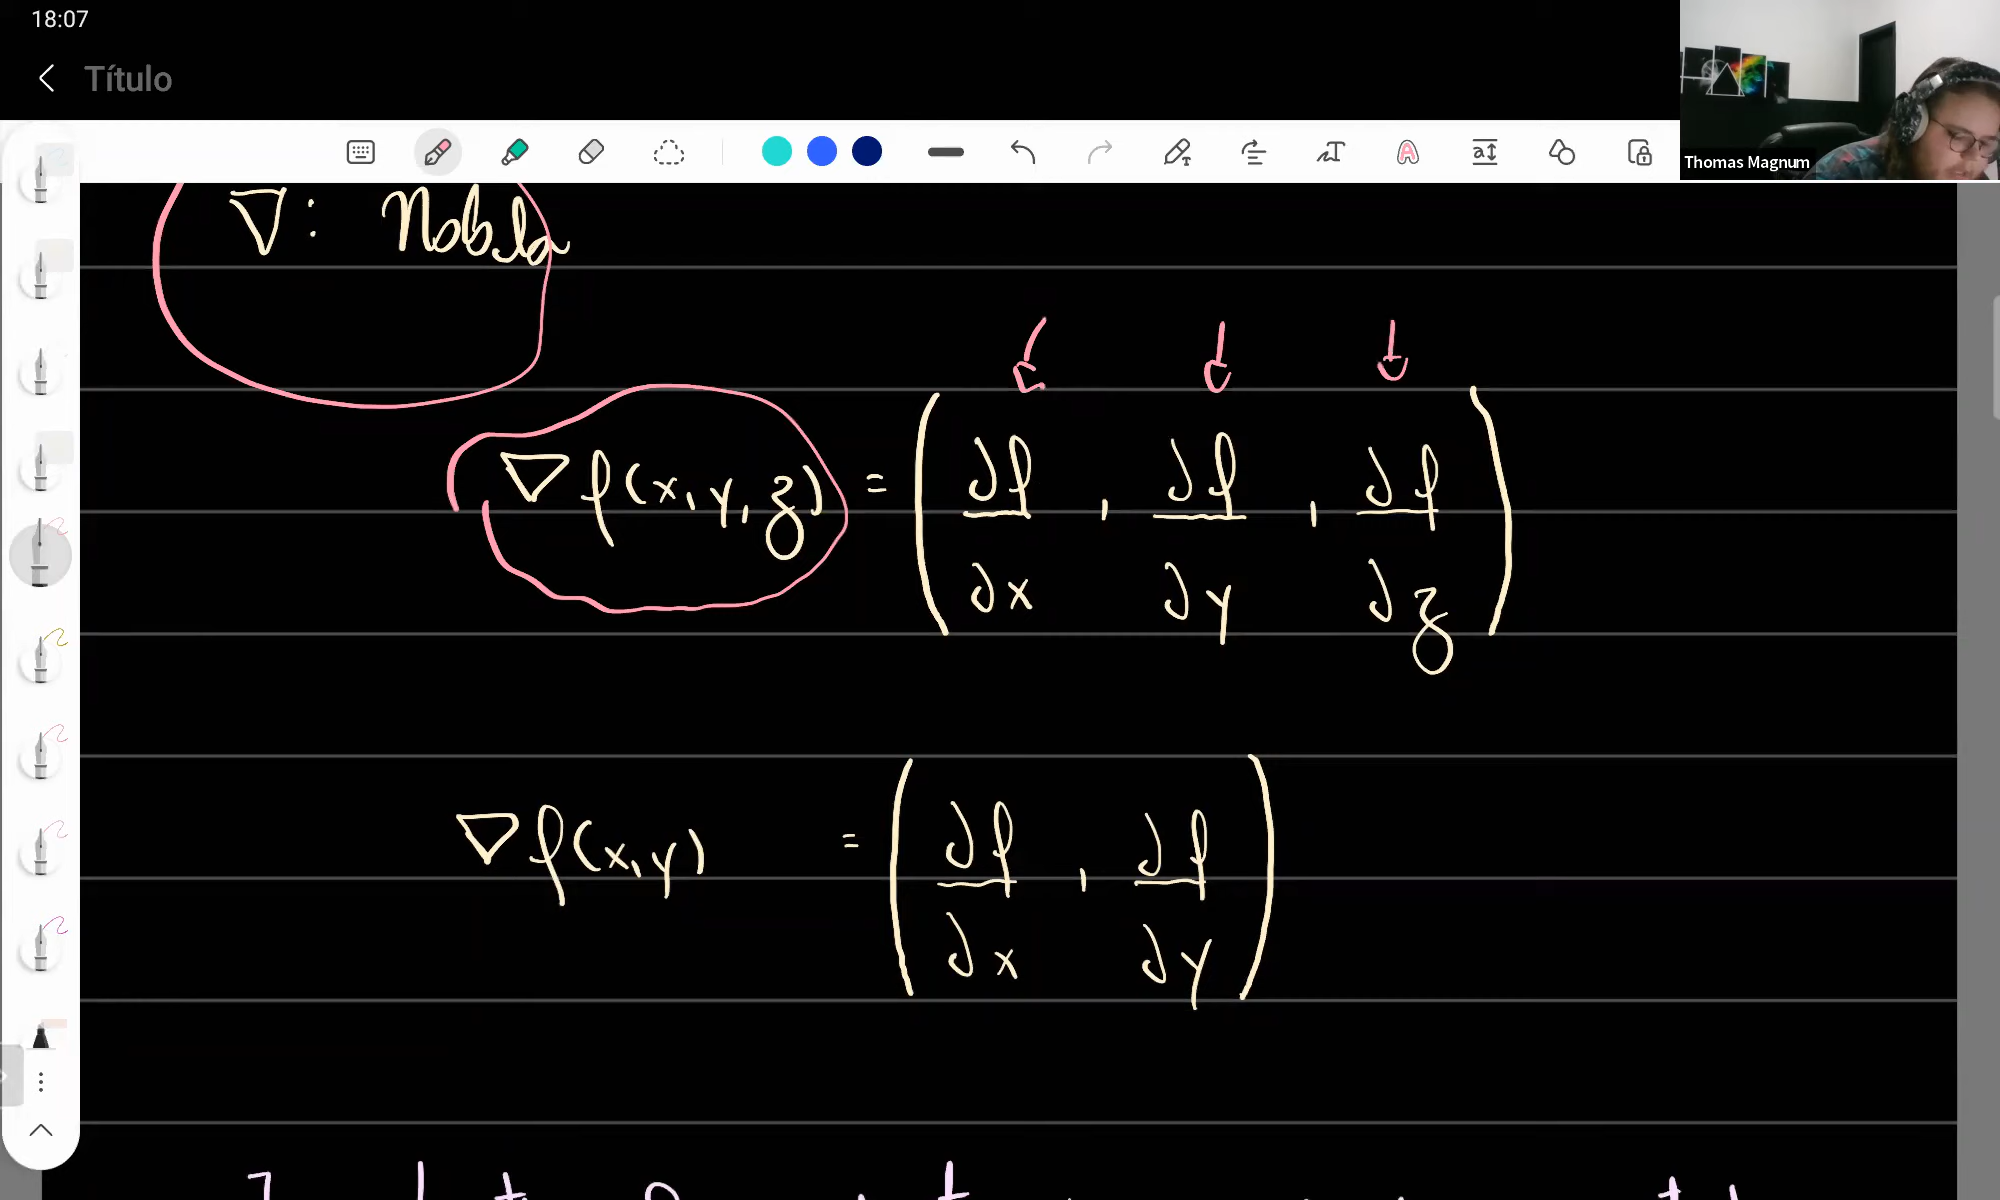 18:07
Título
Thomas Magnum
∇: Nabla
∇f(x,y,z) = (∂f/∂x, ∂f/∂y, ∂f/∂z)
∇f(x,y) = (∂f/∂x, ∂f/∂y)